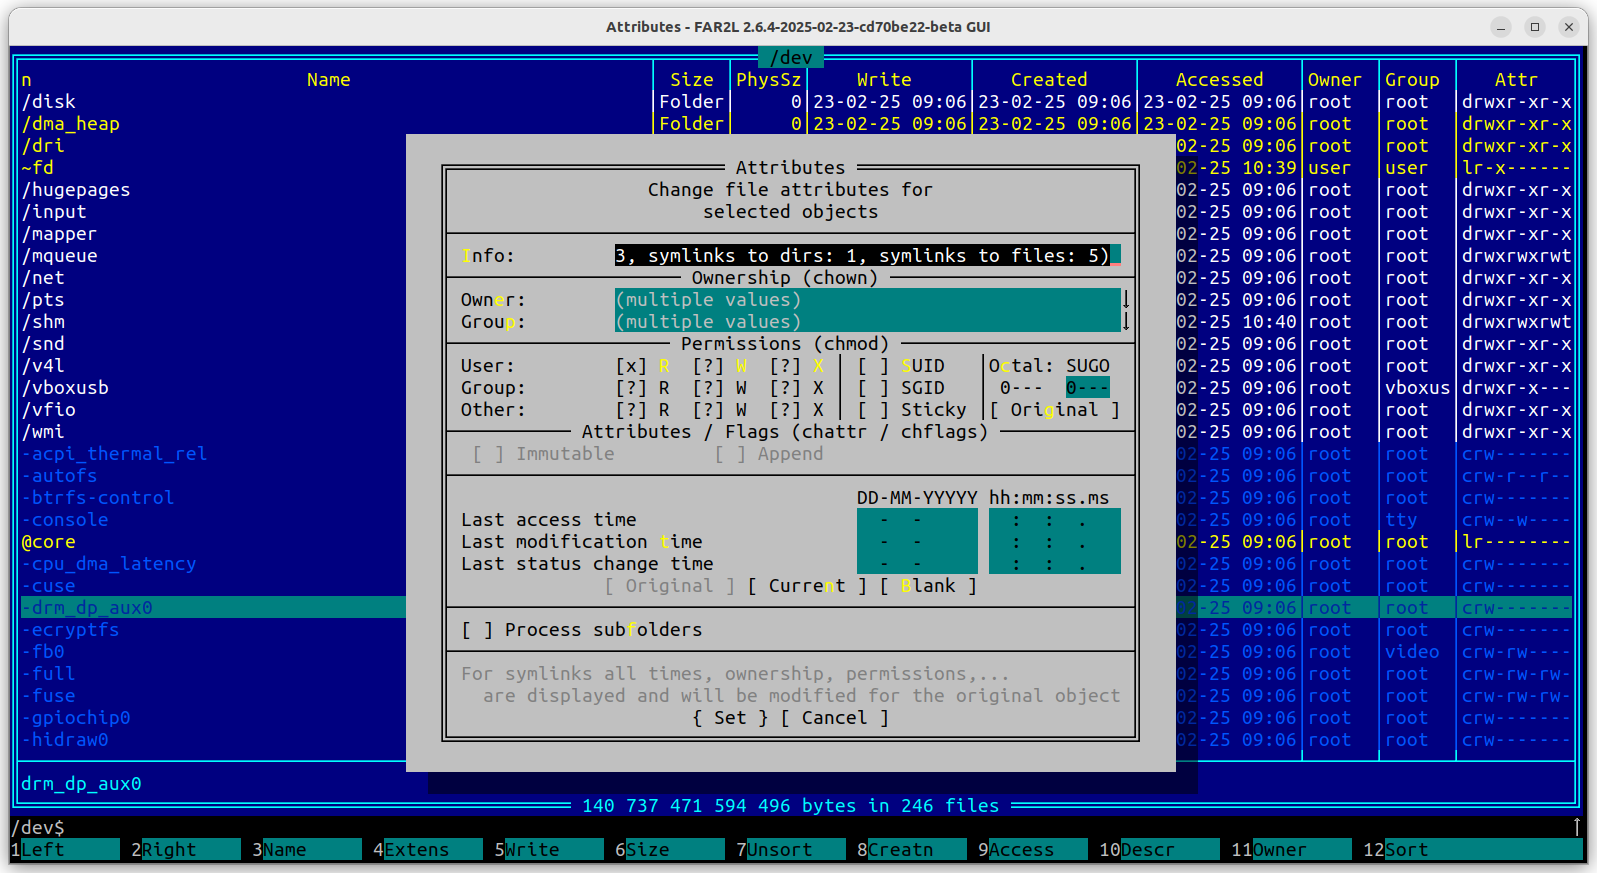 Attributes - FAR2L 2.6.4-2025-02-23-cd70be22-beta GUI
/dev
n Name Size PhysSz Write Created Accessed Owner Group Attr
/disk Folder 0 23-02-25 09:06 23-02-25 09:06 23-02-25 09:06 root root drwxr-xr-x
/dma_heap Folder 0 23-02-25 09:06 23-02-25 09:06 23-02-25 09:06 root root drwxr-xr-x
/dri 02-25 09:06 root root drwxr-xr-x
~fd Attributes 02-25 10:39 user user lr-x------
/hugepages Change file attributes for 02-25 09:06 root root drwxr-xr-x
/input selected objects 02-25 09:06 root root drwxr-xr-x
/mapper 02-25 09:06 root root drwxr-xr-x
/mqueue Info: 3, symlinks to dirs: 1, symlinks to files: 5) 02-25 09:06 root root drwxrwxrwt
/net Ownership (chown) 02-25 09:06 root root drwxr-xr-x
/pts Owner: (multiple values) ↓ 02-25 09:06 root root drwxr-xr-x
/shm Group: (multiple values) ↓ 02-25 10:40 root root drwxrwxrwt
/snd Permissions (chmod) 02-25 09:06 root root drwxr-xr-x
/v4l User: [x] R [?] W [?] X [ ] SUID Octal: SUGO 02-25 09:06 root root drwxr-xr-x
/vboxusb Group: [?] R [?] W [?] X [ ] SGID 0--- 0--- 02-25 09:06 root vboxus drwxr-x---
/vfio Other: [?] R [?] W [?] X [ ] Sticky [ Original ] 02-25 09:06 root root drwxr-xr-x
/wmi Attributes / Flags (chattr / chflags) 02-25 09:06 root root drwxr-xr-x
-acpi_thermal_rel [ ] Immutable [ ] Append 02-25 09:06 root root crw-------
-autofs 02-25 09:06 root root crw-r--r--
-btrfs-control DD-MM-YYYYY hh:mm:ss.ms 02-25 09:06 root root crw-------
-console Last access time - - : : . 02-25 09:06 root tty crw--w----
@core Last modification time - - : : . 02-25 09:06 root root lr--------
-cpu_dma_latency Last status change time - - : : . 02-25 09:06 root root crw-------
-cuse [ Original ] [ Current ] [ Blank ] 02-25 09:06 root root crw-------
-drm_dp_aux0 02-25 09:06 root root crw-------
-ecryptfs [ ] Process subfolders 02-25 09:06 root root crw-------
-fb0 02-25 09:06 root video crw-rw----
-full For symlinks all times, ownership, permissions,... 02-25 09:06 root root crw-rw-rw-
-fuse are displayed and will be modified for the original object 02-25 09:06 root root crw-rw-rw-
-gpiochip0 { Set } [ Cancel ] 02-25 09:06 root root crw-------
-hidraw0 02-25 09:06 root root crw-------
drm_dp_aux0
140 737 471 594 496 bytes in 246 files
/dev$ ↑
1Left 2Right 3Name 4Extens 5Write 6Size 7Unsort 8Creatn 9Access 10Descr 11Owner 12Sort